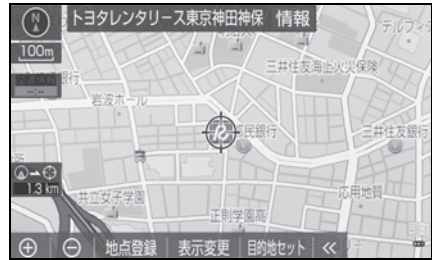 N
トヨタレンタリース東京神田神保 情報
デルフィ
100m
三井住友海上火災保険
銀行
--:--
岩波ホール
民銀行
三井住友銀行
所
1.3 km
共立女子学園
応用地質
正則学園高
地点登録 表示変更 目的地セット